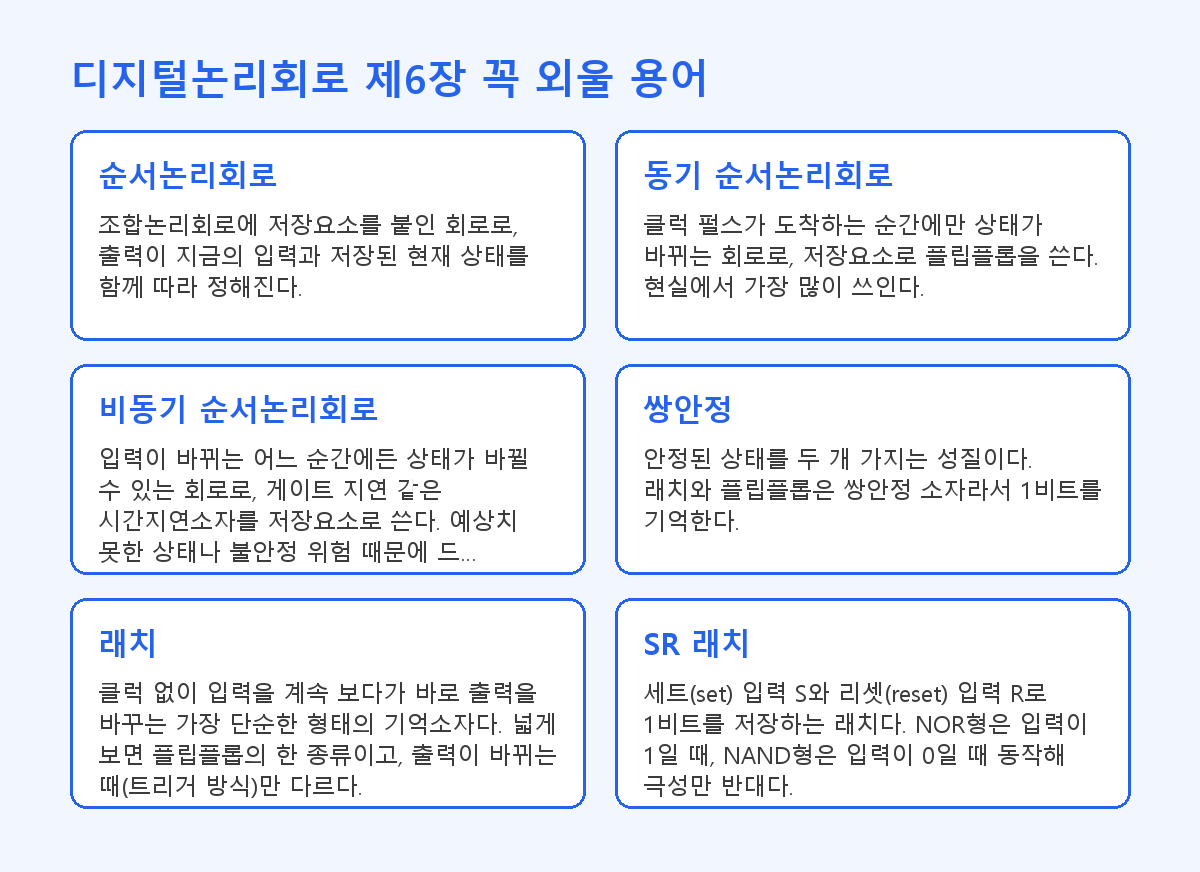 디지털논리회로 제6장 꼭 외울 용어
순서논리회로
조합논리회로에 저장요소를 붙인 회로로,
출력이 지금의 입력과 저장된 현재 상태를
함께 따라 정해진다.
동기 순서논리회로
클럭 펄스가 도착하는 순간에만 상태가
바뀌는 회로로, 저장요소로 플립플롭을 쓴다.
현실에서 가장 많이 쓰인다.
비동기 순서논리회로
입력이 바뀌는 어느 순간에든 상태가 바뀔
수 있는 회로로, 게이트 지연 같은
시간지연소자를 저장요소로 쓴다. 예상치
못한 상태나 불안정 위험 때문에 드...
쌍안정
안정된 상태를 두 개 가지는 성질이다.
래치와 플립플롭은 쌍안정 소자라서 1비트를
기억한다.
래치
클럭 없이 입력을 계속 보다가 바로 출력을
바꾸는 가장 단순한 형태의 기억소자다. 넓게
보면 플립플롭의 한 종류이고, 출력이 바뀌는
때(트리거 방식)만 다르다.
SR 래치
세트(set) 입력 S와 리셋(reset) 입력 R로
1비트를 저장하는 래치다. NOR형은 입력이
1일 때, NAND형은 입력이 0일 때 동작해
극성만 반대다.